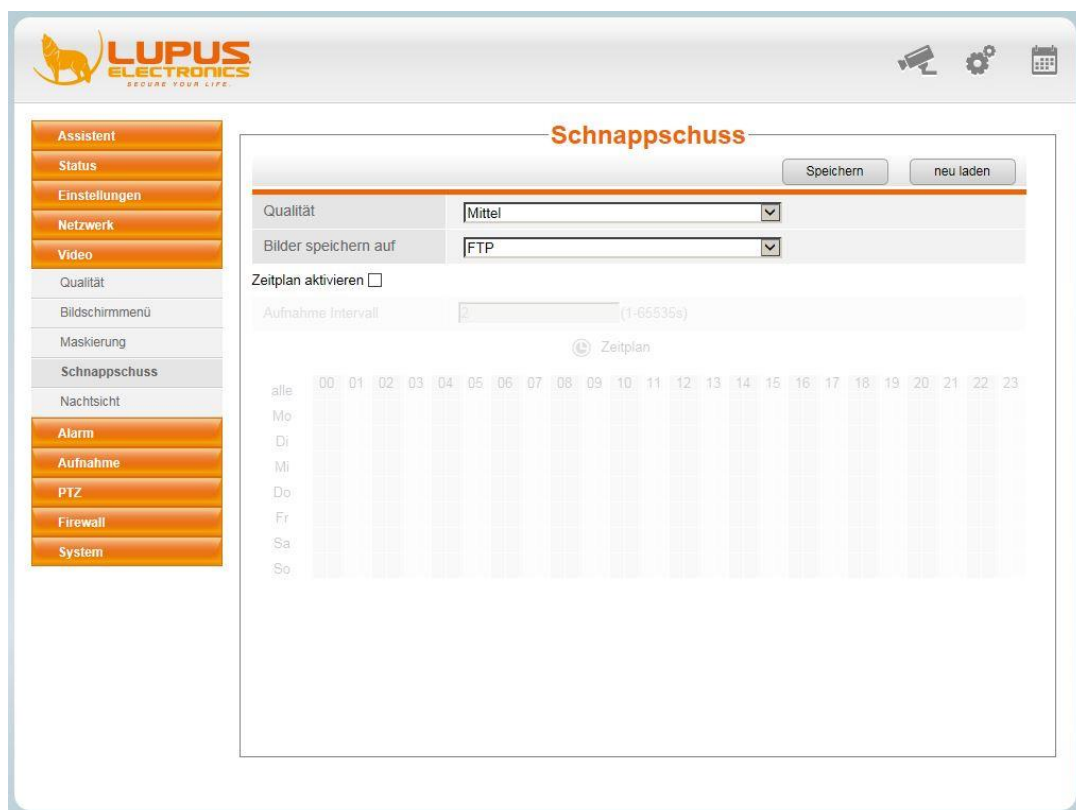 LUPUS
ELECTRONICS
SECURE YOUR LIFE.
Assistent
Status
Einstellungen
Netzwerk
Video
Qualität
Bildschirmmenü
Maskierung
Schnappschuss
Nachtsicht
Alarm
Aufnahme
PTZ
Firewall
System
Schnappschuss
Speichern neu laden
Qualität Mittel
Bilder speichern auf FTP
Zeitplan aktivieren
Aufnahme Intervall 2 (1-65535s)
Zeitplan
alle 00 01 02 03 04 05 06 07 08 09 10 11 12 13 14 15 16 17 18 19 20 21 22 23
Mo
Di
Mi
Do
Fr
Sa
So